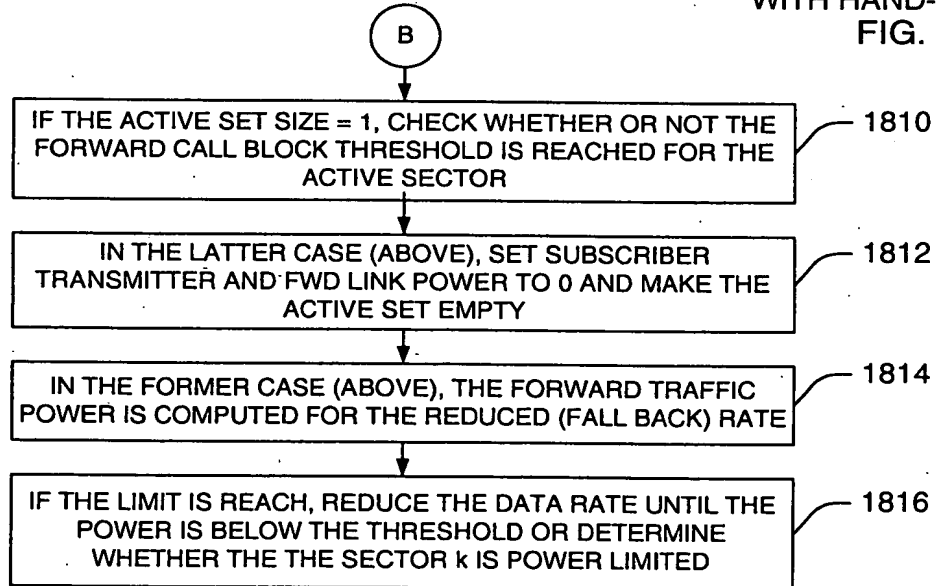 WITH HAND-
FIG.
B
IF THE ACTIVE SET SIZE = 1, CHECK WHETHER OR NOT THE
FORWARD CALL BLOCK THRESHOLD IS REACHED FOR THE
ACTIVE SECTOR
1810
IN THE LATTER CASE (ABOVE), SET SUBSCRIBER
TRANSMITTER AND FWD LINK POWER TO 0 AND MAKE THE
ACTIVE SET EMPTY
1812
IN THE FORMER CASE (ABOVE), THE FORWARD TRAFFIC
POWER IS COMPUTED FOR THE REDUCED (FALL BACK) RATE
1814
IF THE LIMIT IS REACH, REDUCE THE DATA RATE UNTIL THE
POWER IS BELOW THE THRESHOLD OR DETERMINE
WHETHER THE THE SECTOR k IS POWER LIMITED
1816